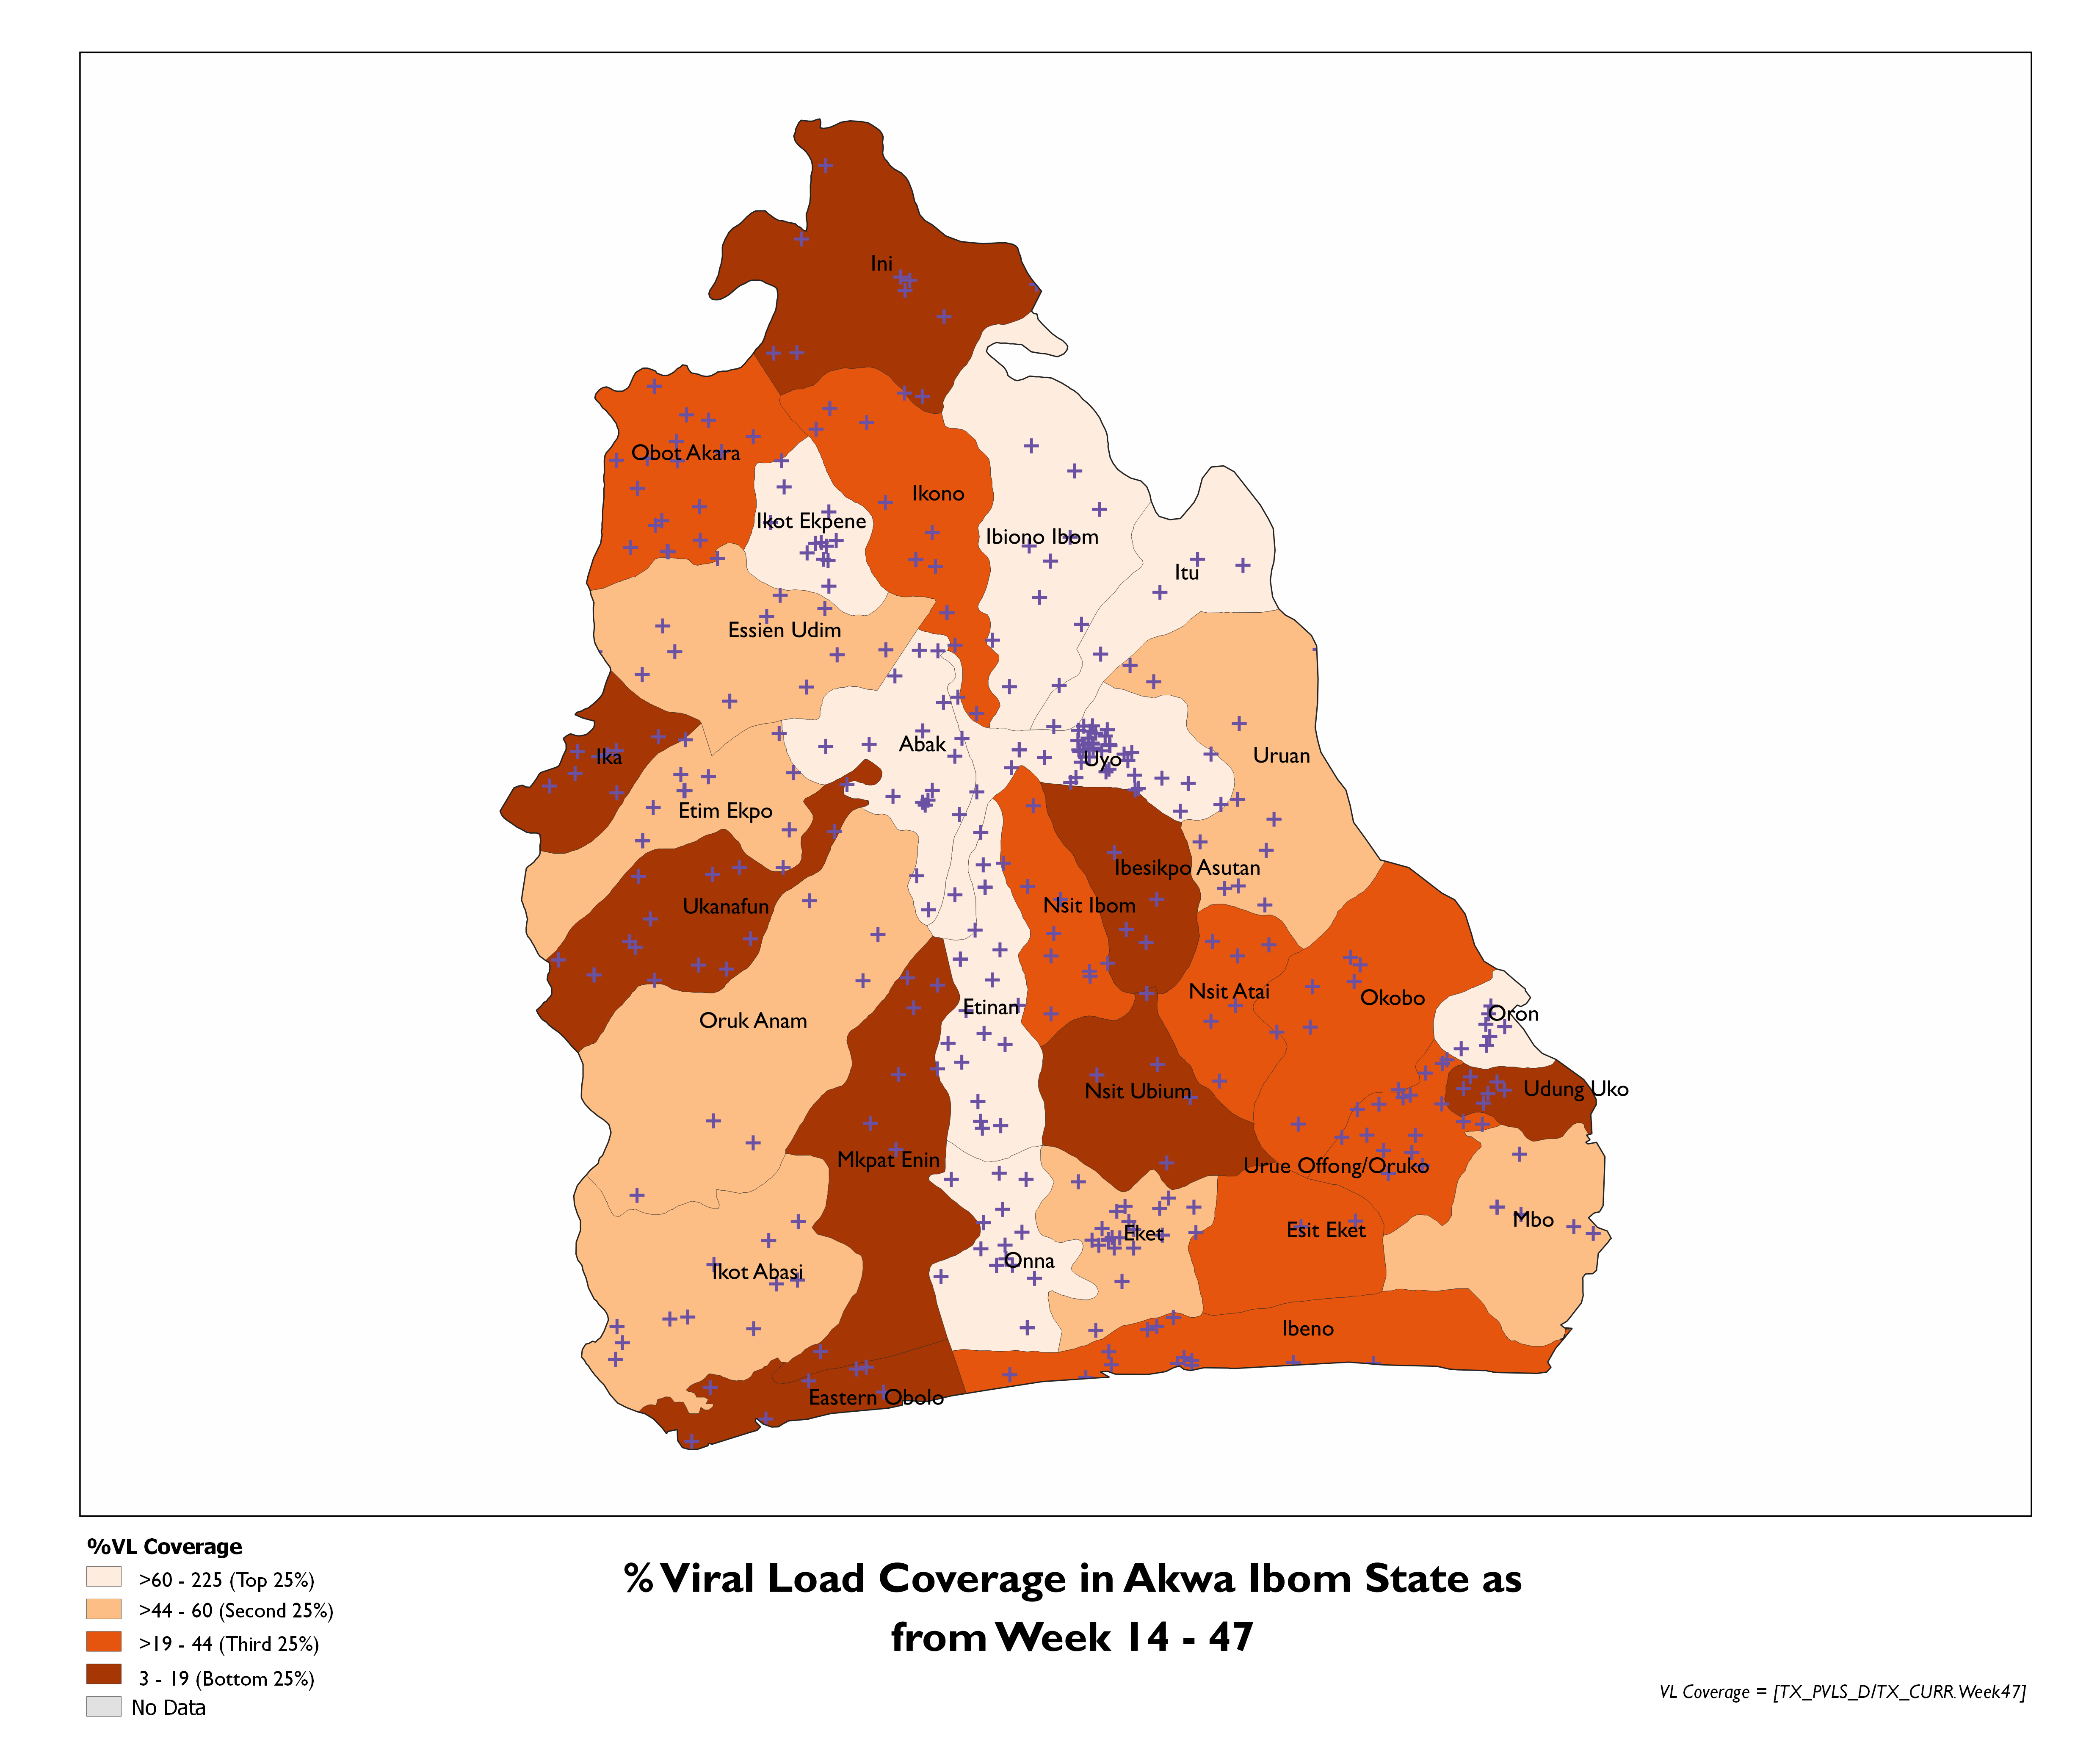 Ini
Obot Akara
Ikono
Ikot Ekpene
Ibiono Ibom
Itu
Essien Udim
Abak
Uyo
Uruan
Ika
Etim Ekpo
Ibesikpo Asutan
Ukanafun
Nsit Ibom
Nsit Atai
Okobo
Etinan
Oron
Oruk Anam
Nsit Ubium
Udung Uko
Mkpat Enin
Urue Offong/Oruko
Mbo
Eket
Esit Eket
Onna
Ikot Abasi
Ibeno
Eastern Obolo
%VL Coverage
>60 - 225 (Top 25%)
>44 - 60 (Second 25%)
>19 - 44 (Third 25%)
3 - 19 (Bottom 25%)
No Data
% Viral Load Coverage in Akwa Ibom State as
from Week 14 - 47
VL Coverage = [TX_PVLS_D/TX_CURR.Week47]